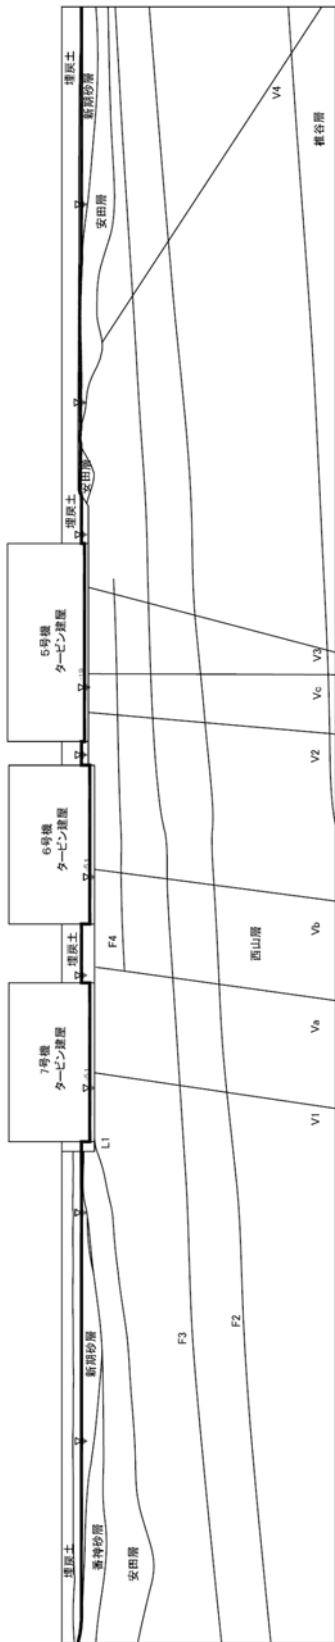 埋戻土
新期砂層
番神砂層
安田層
L1
7号機
タービン建屋
埋戻土
6号機
タービン建屋
5号機
タービン建屋
埋戻土
安田層
安田層
新期砂層
埋戻土
F4
F3
F2
西山層
椎谷層
V1
Va
Vb
V2
Vc
V3
V4